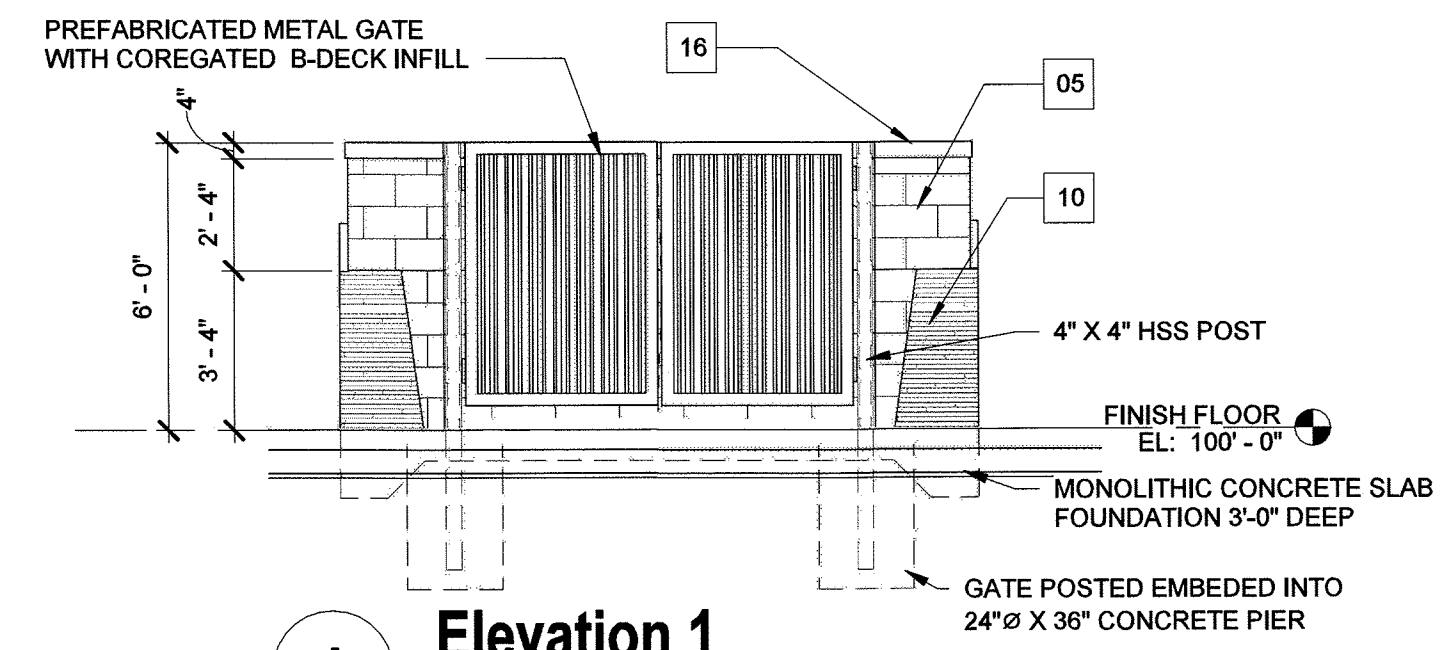 PREFABRICATED METAL GATE
WITH COREGATED B-DECK INFILL
16
05
10
4"
2' - 4"
6' - 0"
3' - 4"
4" X 4" HSS POST
FINISH FLOOR
EL: 100' - 0"
MONOLITHIC CONCRETE SLAB
FOUNDATION 3'-0" DEEP
GATE POSTED EMBEDED INTO
24"Ø X 36" CONCRETE PIER
Elevation 1